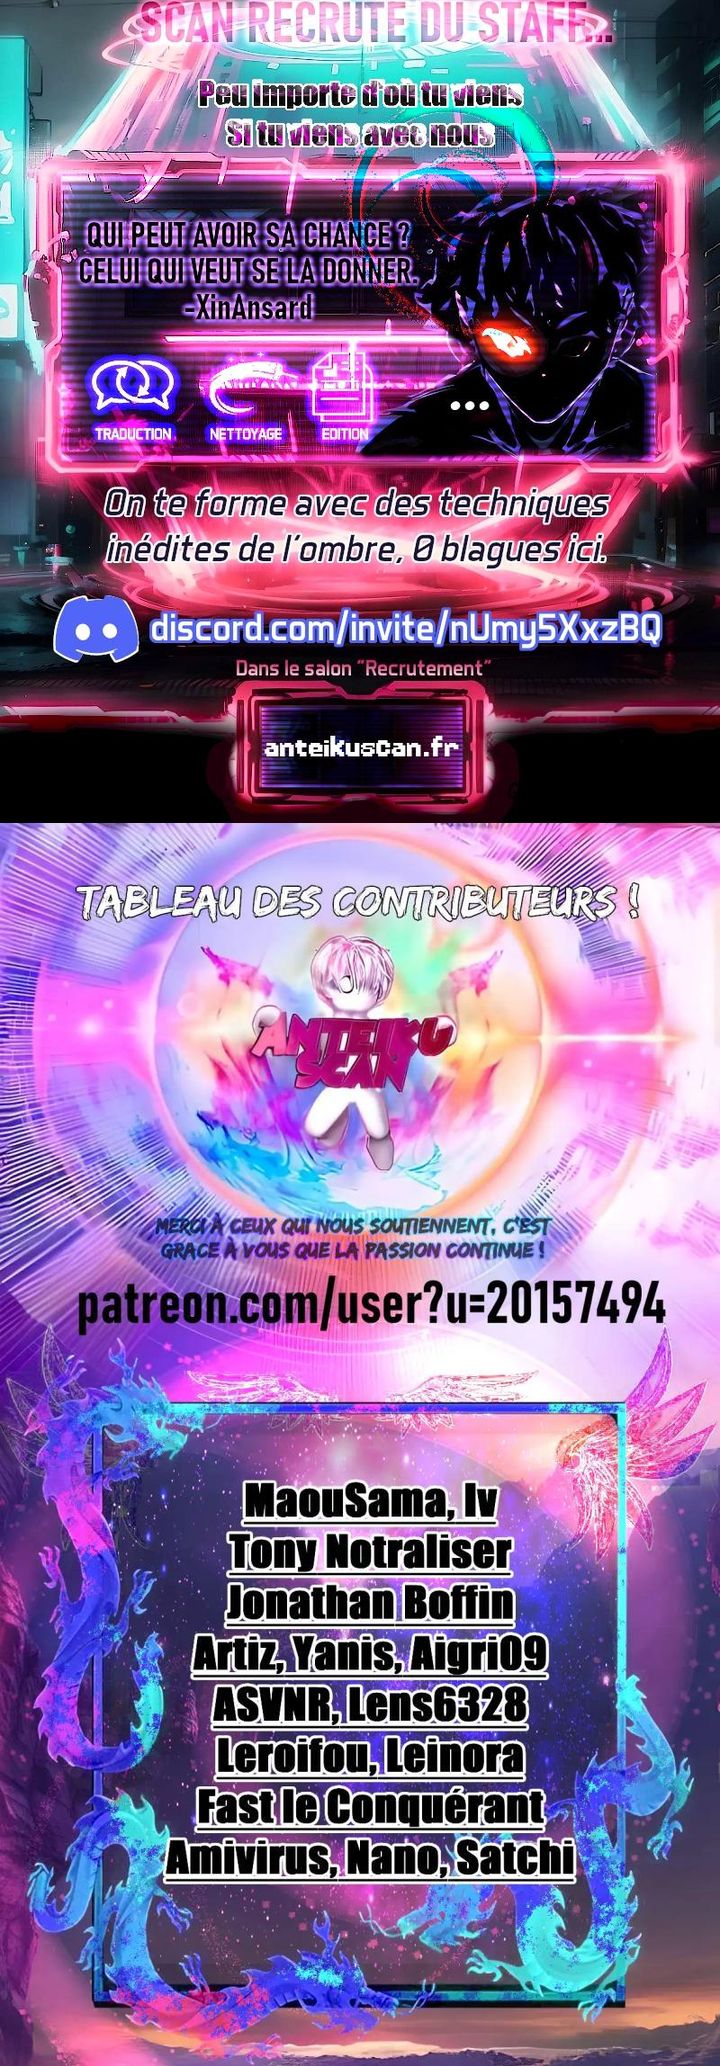 SCAN RECRUTE DU STAFF...
Peu importe d'où tu viens
Si tu viens avec nous
QUI PEUT AVOIR SA CHANCE ?
CELUI QUI VEUT SE LA DONNER.
-XinAnsard
...
TRADUCTION NETTOYAGE EDITION
On te forme avec des techniques
inédites de l'ombre, 0 blagues ici.
discord.com/invite/nUmy5XxzBQ
Dans le salon "Recrutement"
anteikuscan.fr
TABLEAU DES CONTRIBUTEURS !
ANTEIKU
SCAN
MERCI À CEUX QUI NOUS SOUTIENNENT, C'EST
GRACE À VOUS QUE LA PASSION CONTINUE !
patreon.com/user?u=20157494
MaouSama, Iv
Tony Notraliser
Jonathan Boffin
Artiz, Yanis, Aigri09
ASVNR, Lens6328
Leroifou, Leinora
Fast le Conquérant
Amivirus, Nano, Satchi